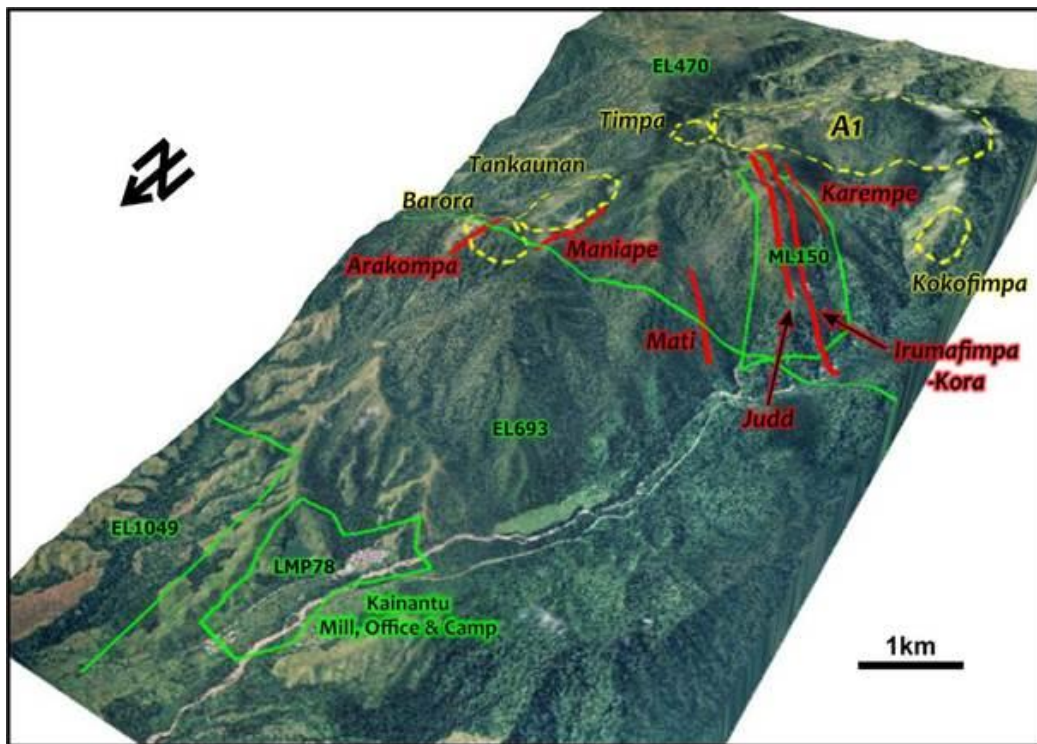 EL470
Timpa
A1
Tankaunan
Barora
Karempe
Arakompa
Maniape
ML150
Kokofimpa
Mati
Irumafimpa
-Kora
Judd
EL693
EL1049
LMP78
Kainantu
Mill, Office & Camp
1km
N